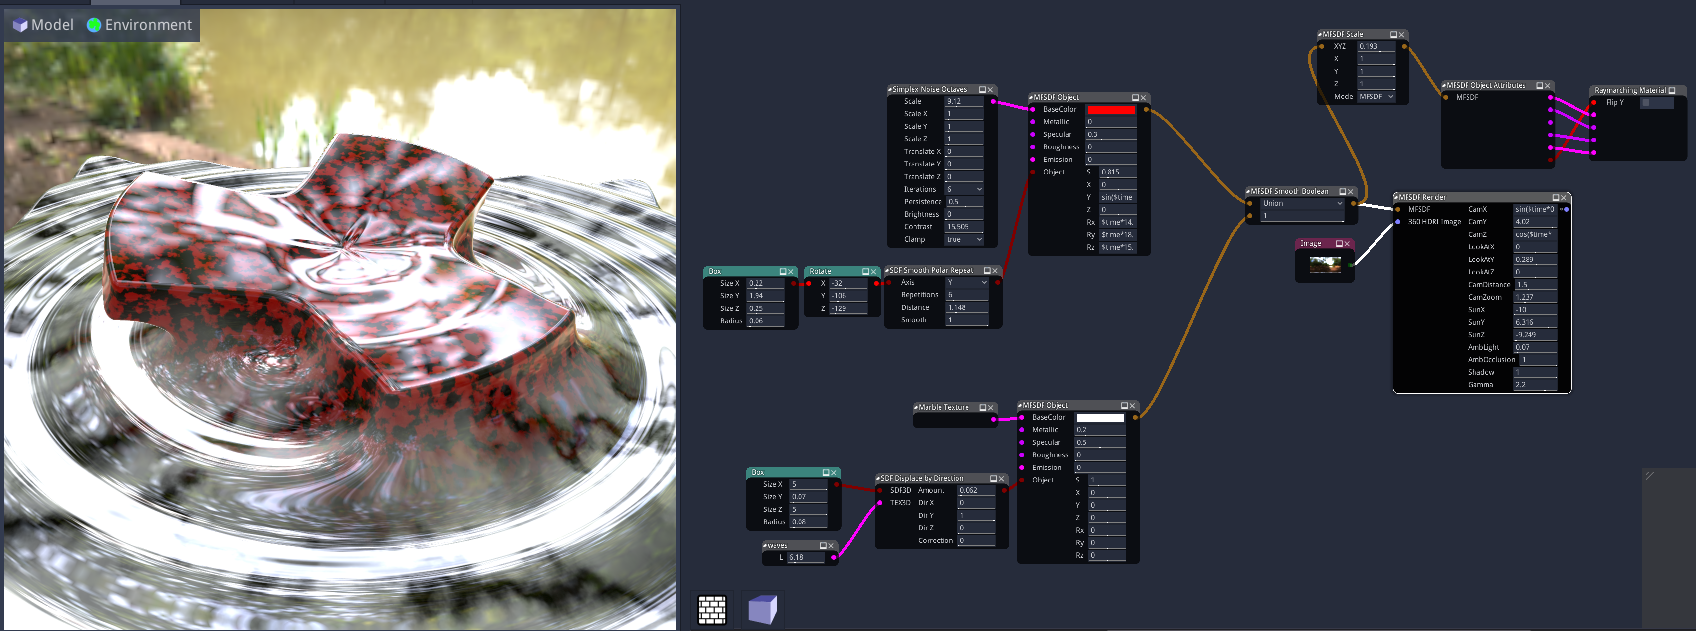 Model Environment
MFSDF Scale
XYZ 0.193
X 1
Y 1
Z 1
Mode MFSDF
Simplex Noise Octaves
Scale 9.12
Scale X 1
Scale Y 1
Scale Z 1
Translate X 0
Translate Y 0
Translate Z 0
Iterations 6
Persistence 0.5
Brightness 0
Contrast 15.505
Clamp true
MFSDF Object
BaseColor
Metallic 0
Specular 0.3
Roughness 0
Emission 0
Object S 0.815
X 0
Y sin($time
Z 0
Rx $time*14.
Ry $time*18.
Rz $time*15.
MFSDF Object Attributes
MFSDF
Raymarching Material
Flip Y
MFSDF Smooth Boolean
Union
1
MFSDF Render
MFSDF CamX sin($time*0
360 HDRI Image CamY 4.02
CamZ cos($time*
LookAtX 0
LookAtY 0.289
LookAtZ 0
CamDistance 1.5
CamZoom 1.237
SunX -10
SunY 6.316
SunZ -9.249
AmbLight 0.07
AmbOcclusion 1
Shadow 1
Gamma 2.2
Image
Box
Size X 0.22
Size Y 1.94
Size Z 0.25
Radius 0.06
Rotate
X -32
Y -106
Z -129
SDF Smooth Polar Repeat
Axis Y
Repetitions 6
Distance 1.148
Smooth 1
Marble Texture
MFSDF Object
BaseColor
Metallic 0.2
Specular 0.5
Roughness 0
Emission 0
Object S 1
X 0
Y 0
Z 0
Rx 0
Ry 0
Rz 0
Box
Size X 5
Size Y 0.07
Size Z 5
Radius 0.08
SDF Displace by Direction
SDF3D Amoun. 0.062
TEX3D Dir X 0
Dir Y 1
Dir Z 0
Correction 0
waves
L 6.18